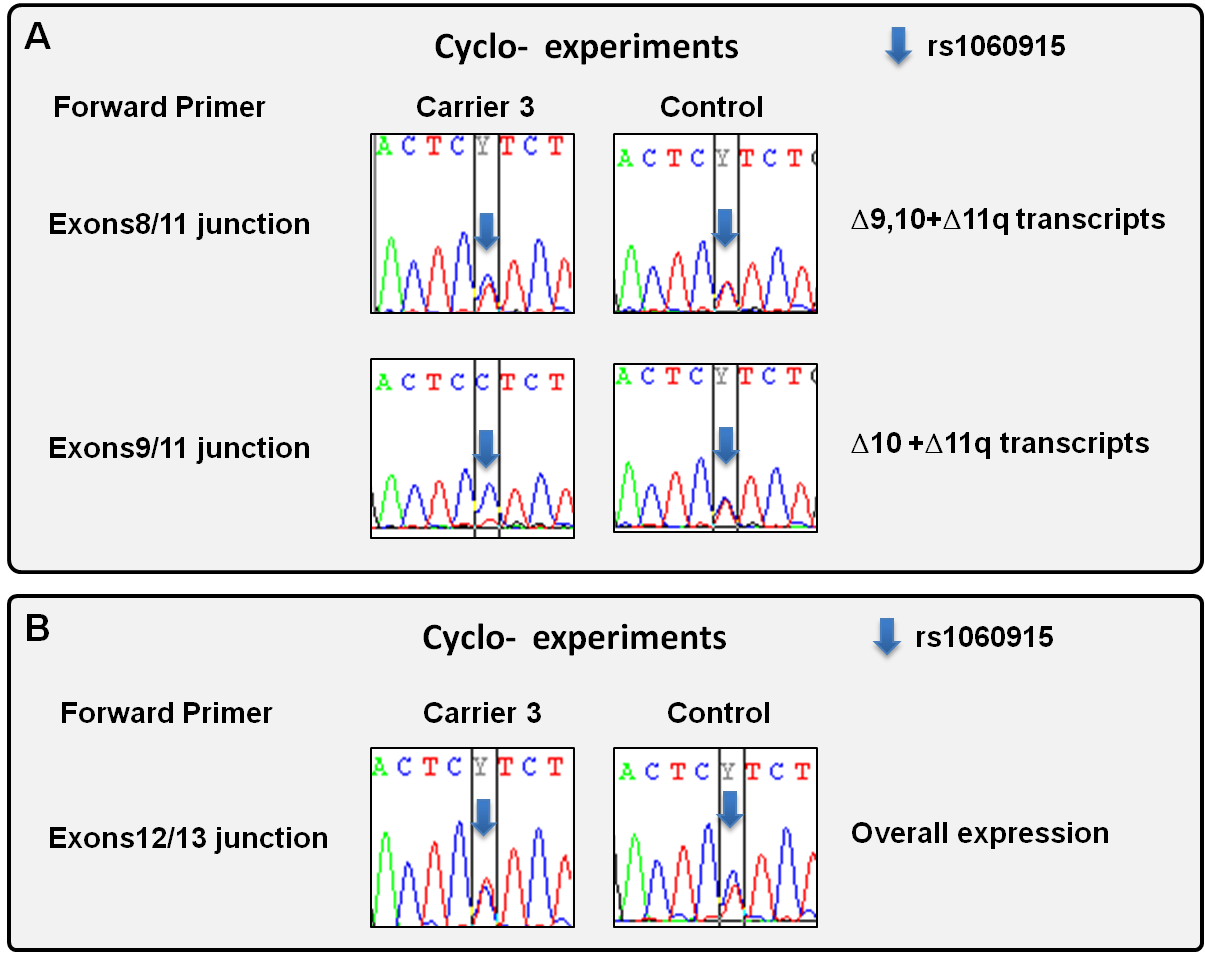 A
Cyclo- experiments
rs1060915
Forward Primer
Carrier 3
Control
A C T C Y T C T
A C T C Y T C T
Exons8/11 junction
Δ9,10+Δ11q transcripts
A C T C C T C T
A C T C Y T C T
Exons9/11 junction
Δ10 +Δ11q transcripts
B
Cyclo- experiments
rs1060915
Forward Primer
Carrier 3
Control
A C T C Y T C T
A C T C Y T C T
Exons12/13 junction
Overall expression